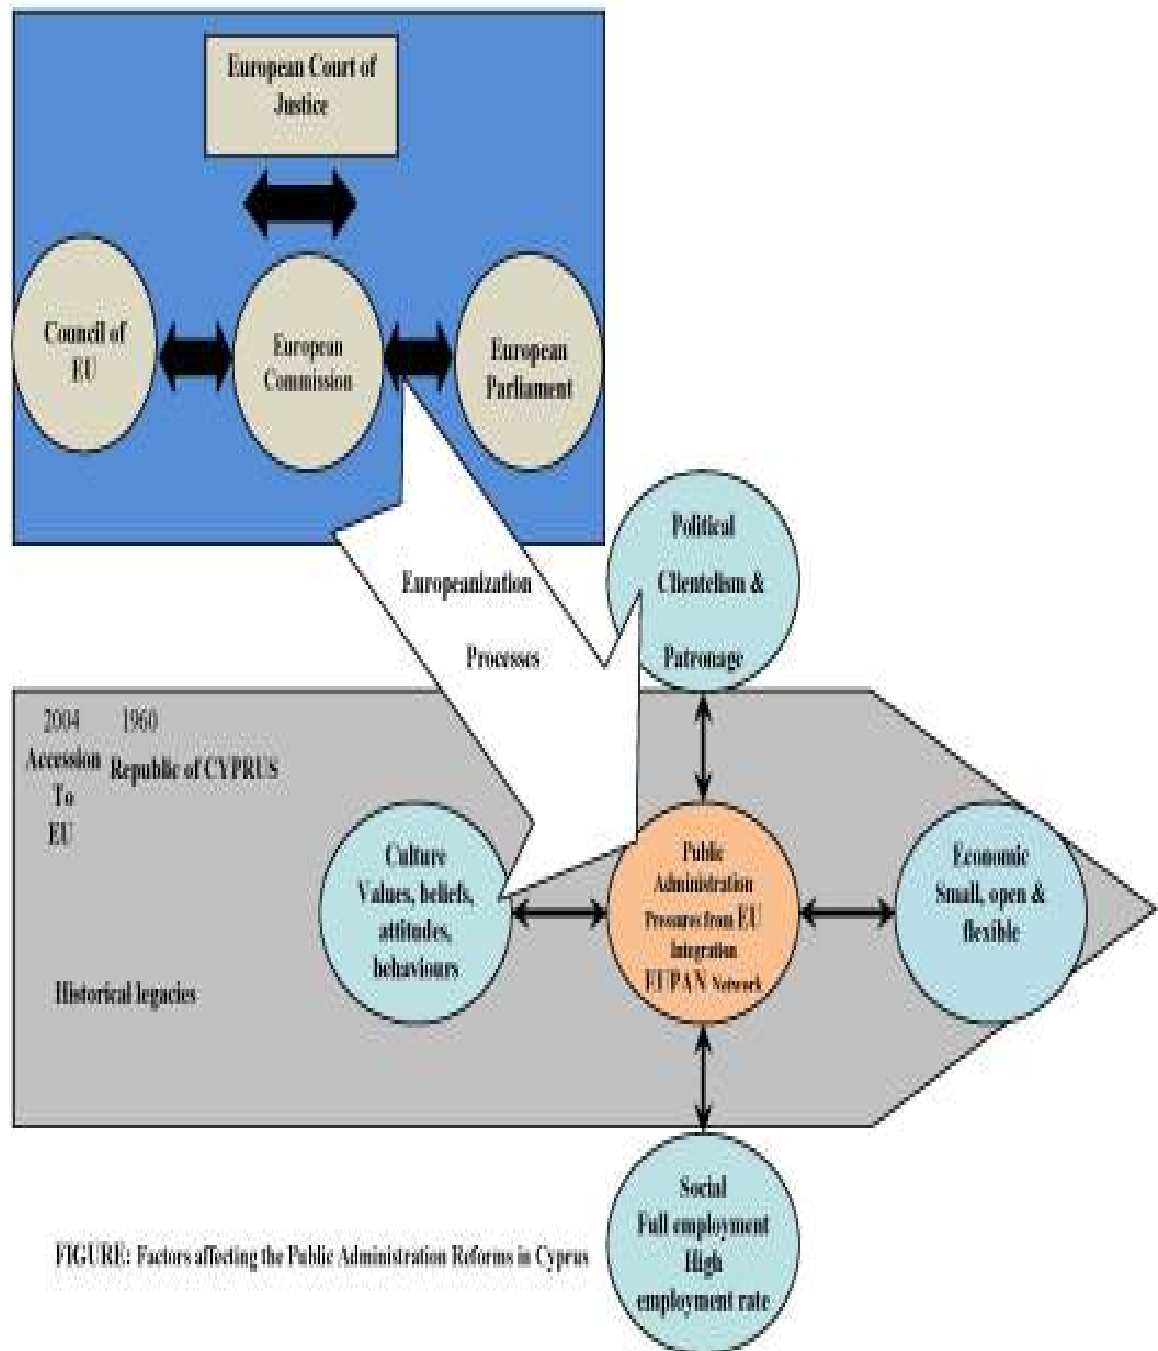 European Court of
Justice
Council of
EU
European
Commission
European
Parliament
Europeanization
Processes
Political
Clientelism &
Patronage
2004 1960
Accession Republic of CYPRUS
To
EU
Culture
Values, beliefs,
attitudes,
behaviours
Public
Administration
Pressures from EU
Integration
EUPAN Network
Economic
Small, open &
flexible
Historical legacies
Social
Full employment
High
employment rate
FIGURE: Factors affecting the Public Administration Reforms in Cyprus